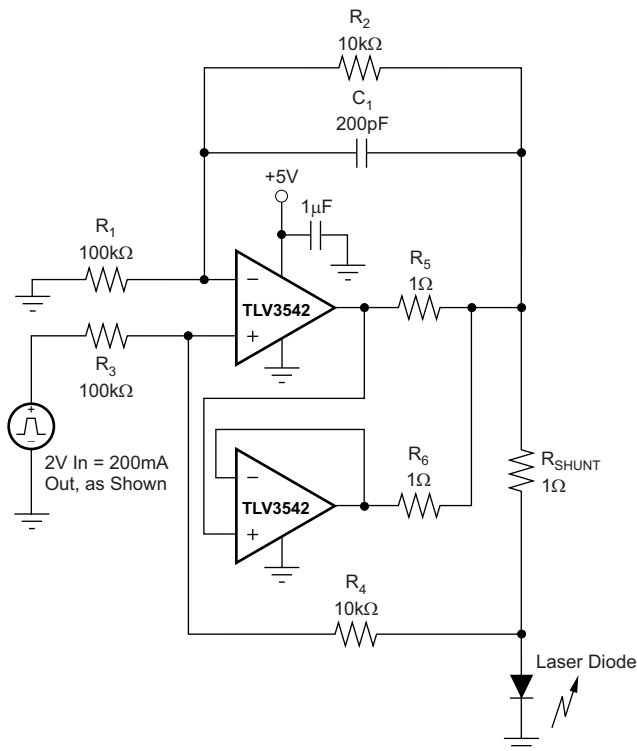 R2
10kΩ
C1
200pF
+5V
1μF
R1
100kΩ
−
TLV3542
+
R5
1Ω
R3
100kΩ
+
−
2V In = 200mA
Out, as Shown
−
TLV3542
+
R6
1Ω
RSHUNT
1Ω
R4
10kΩ
Laser Diode